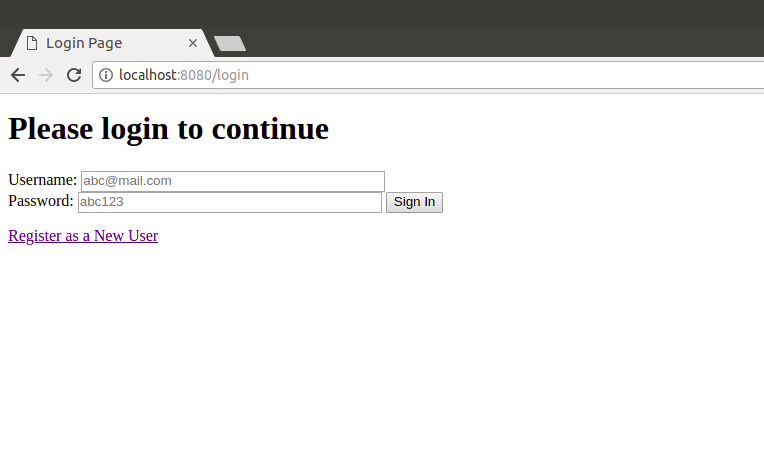 Login Page
localhost:8080/login
Please login to continue
Username: abc@mail.com
Password: abc123 Sign In
Register as a New User